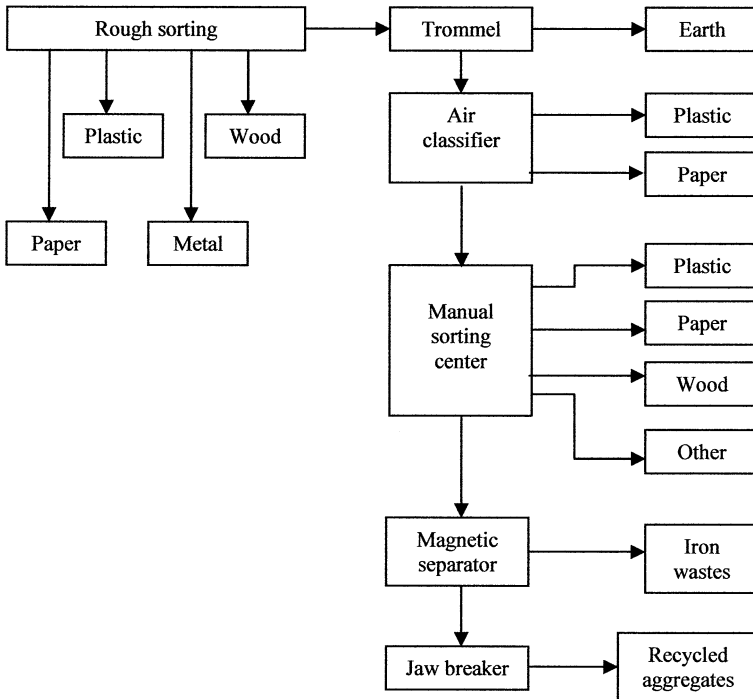 Rough sorting
Trommel
Earth
Plastic
Wood
Paper
Metal
Air
classifier
Plastic
Paper
Manual
sorting
center
Plastic
Paper
Wood
Other
Magnetic
separator
Iron
wastes
Jaw breaker
Recycled
aggregates